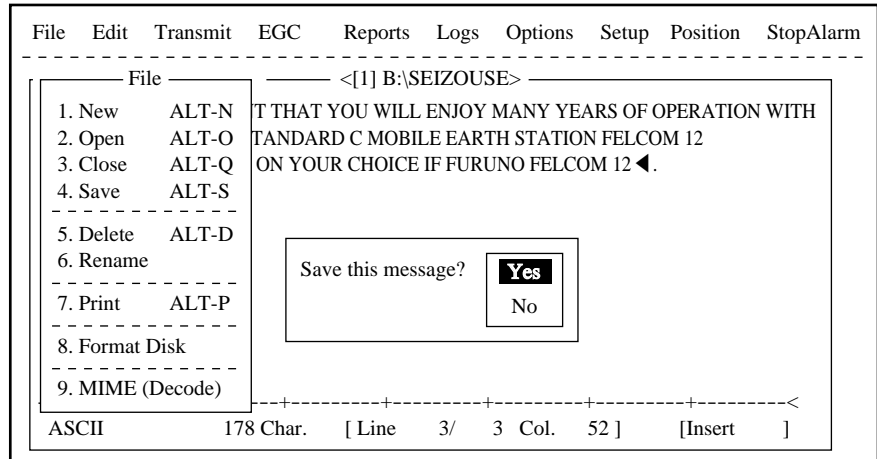 File Edit Transmit EGC Reports Logs Options Setup Position StopAlarm
File
<[1] B:\SEIZOUSE>
1. New ALT-N
2. Open ALT-O
3. Close ALT-Q
4. Save ALT-S
5. Delete ALT-D
6. Rename
7. Print ALT-P
8. Format Disk
9. MIME (Decode)
T THAT YOU WILL ENJOY MANY YEARS OF OPERATION WITH
TANDARD C MOBILE EARTH STATION FELCOM 12
ON YOUR CHOICE IF FURUNO FELCOM 12◀.
Save this message?
Yes
No
ASCII 178 Char. [ Line 3/ 3 Col. 52 ] [Insert ]